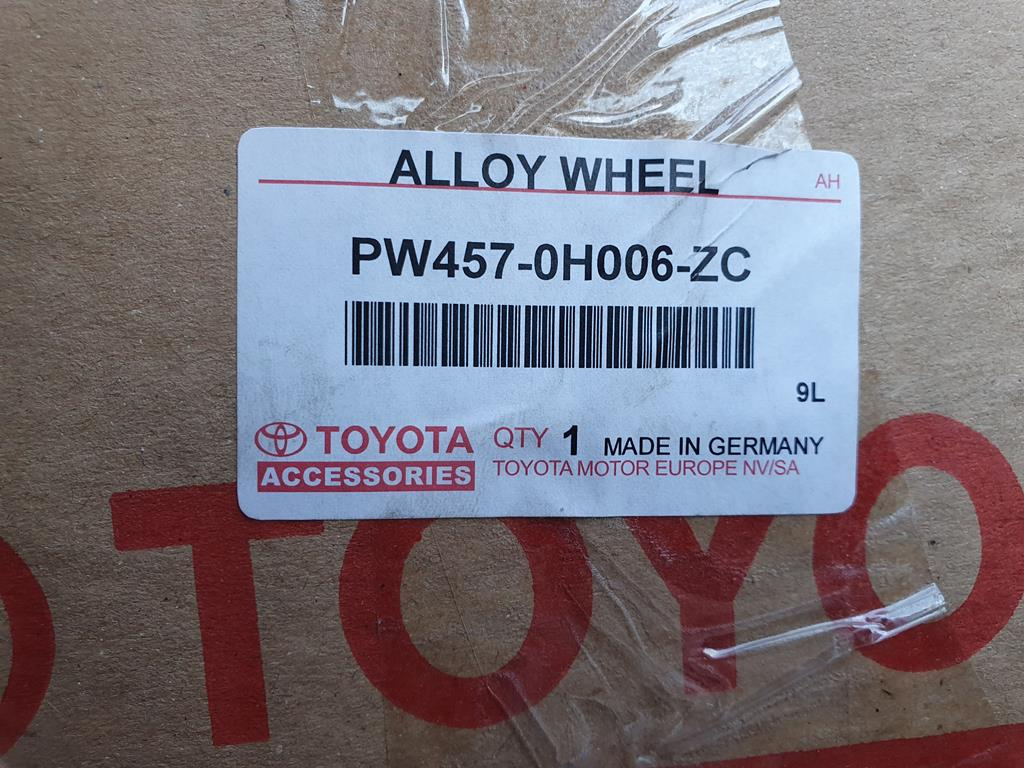 ALLOY WHEEL
AH
PW457-0H006-ZC
9L
TOYOTA
ACCESSORIES
QTY 1 MADE IN GERMANY
TOYOTA MOTOR EUROPE NV/SA
TOYO